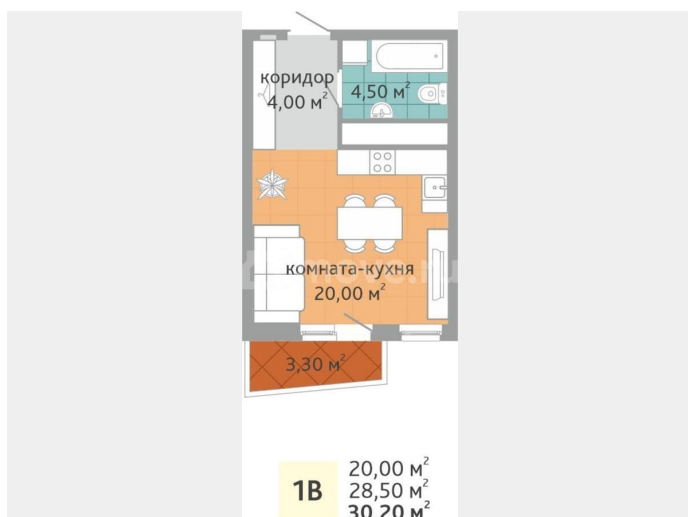 коридор
4,00 м²
4,50 м²
комната-кухня
20,00 м²
3,30 м²
1В
20,00 м²
28,50 м²
30,20 м²